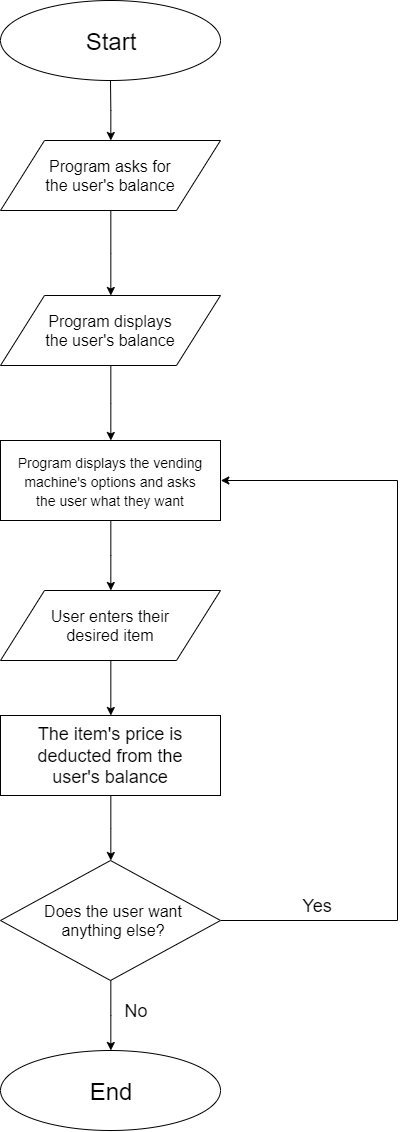 Start
Program asks for
the user's balance
Program displays
the user's balance
Program displays the vending
machine's options and asks
the user what they want
User enters their
desired item
The item's price is
deducted from the
user's balance
Does the user want
anything else?
Yes
No
End